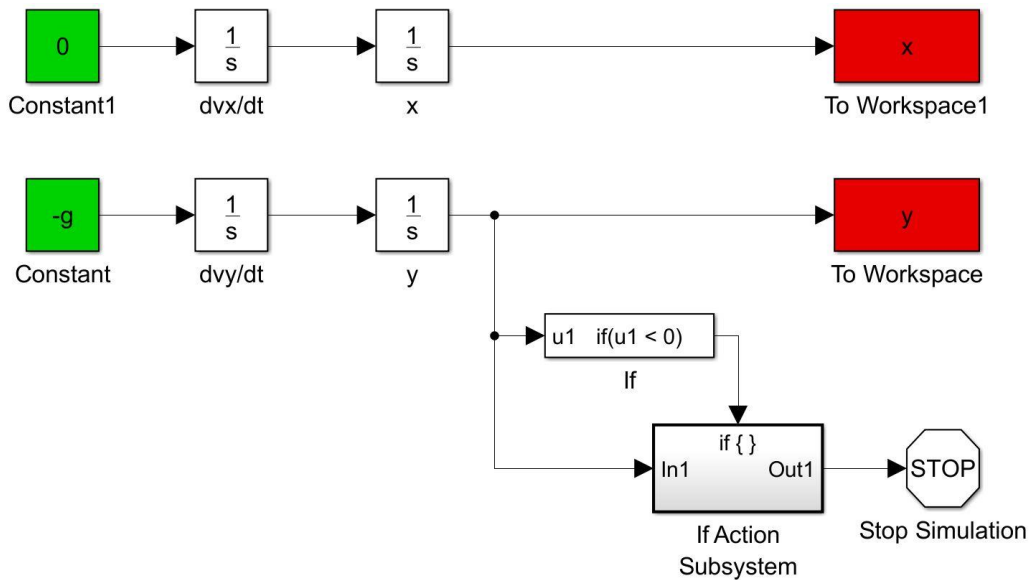 0
1
s
1
s
x
Constant1
dvx/dt
x
To Workspace1
-g
1
s
1
s
y
Constant
dvy/dt
y
To Workspace
u1 if(u1 < 0)
If
if { }
In1
Out1
STOP
If Action
Subsystem
Stop Simulation